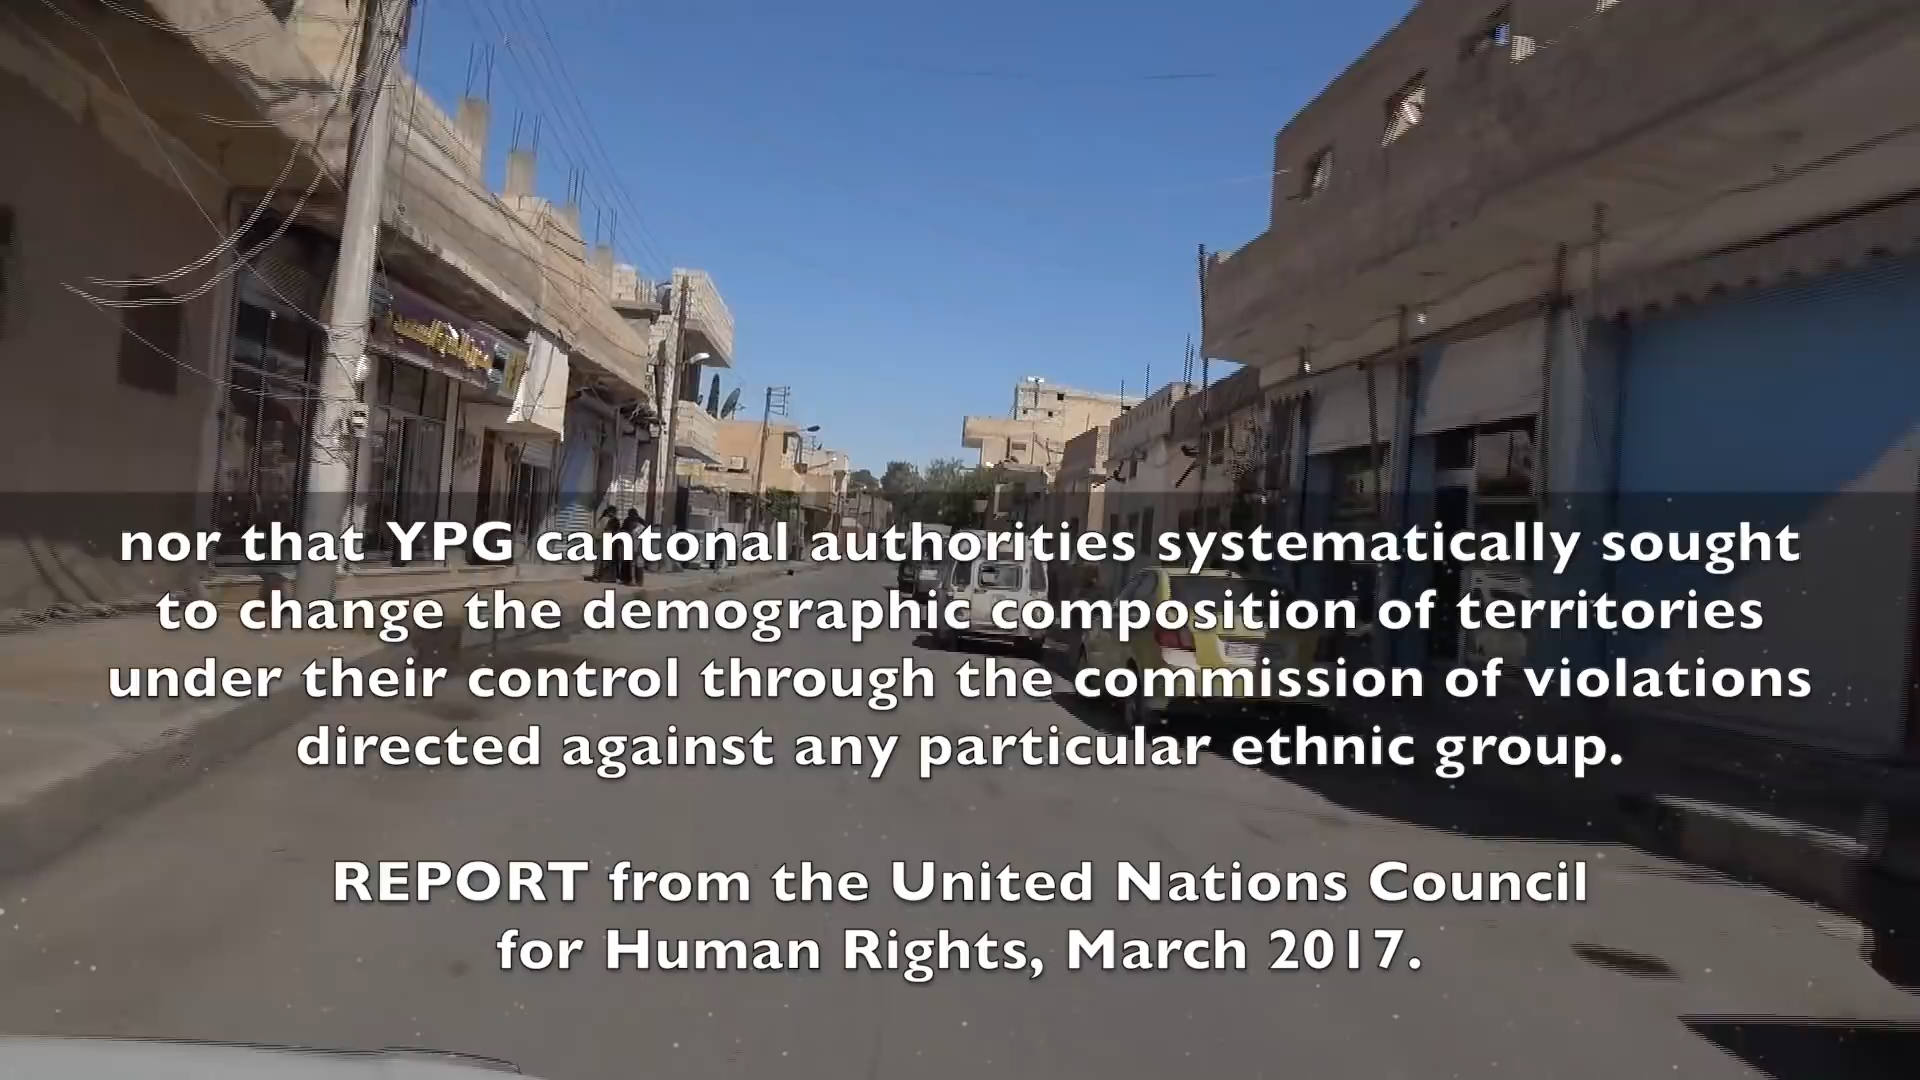 nor that YPG cantonal authorities systematically sought
to change the demographic composition of territories
under their control through the commission of violations
directed against any particular ethnic group.
REPORT from the United Nations Council
for Human Rights, March 2017.